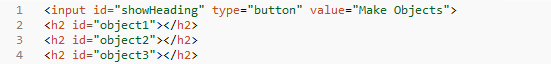 1 <input id="showHeading" type="button" value="Make Objects">
2 <h2 id="object1"></h2>
3 <h2 id="object2"></h2>
4 <h2 id="object3"></h2>